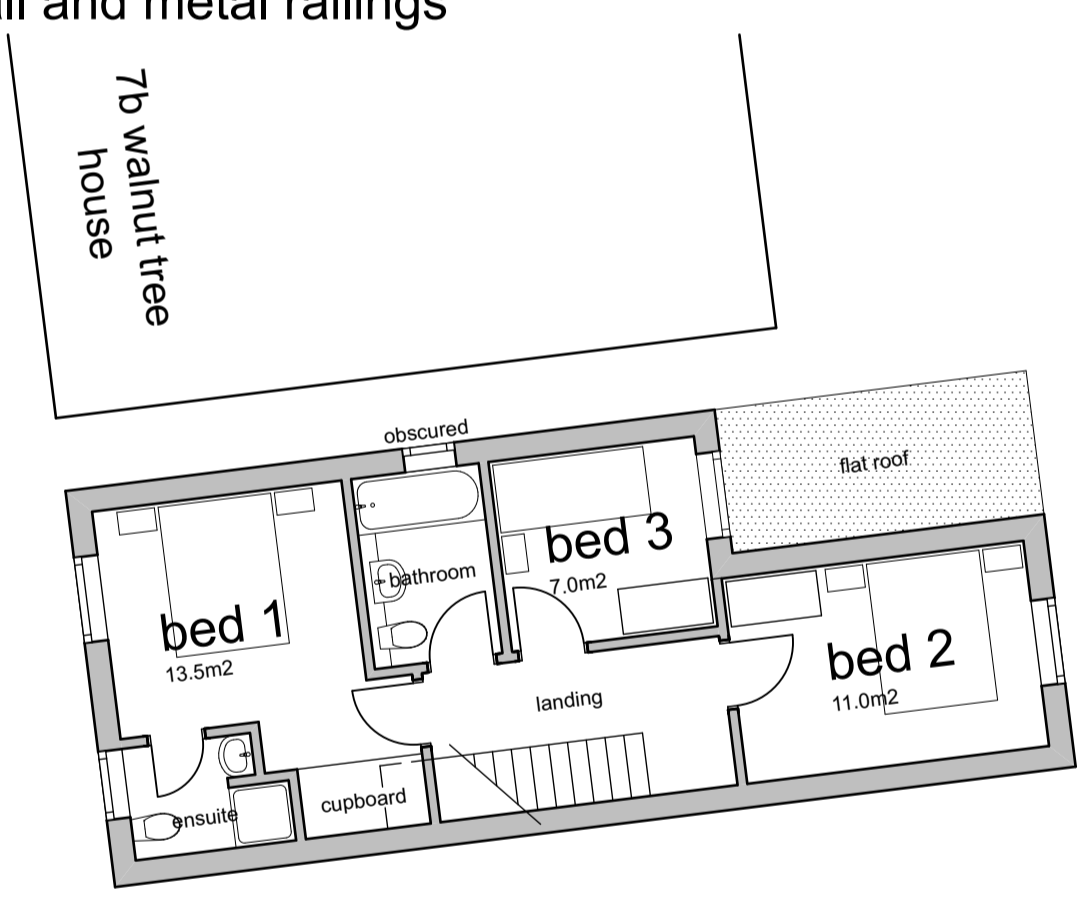 and metal railings
7b walnut tree
house
obscured
flat roof
bed 3
7.0m2
bathroom
bed 1
13.5m2
bed 2
11.0m2
landing
cupboard
ensuite